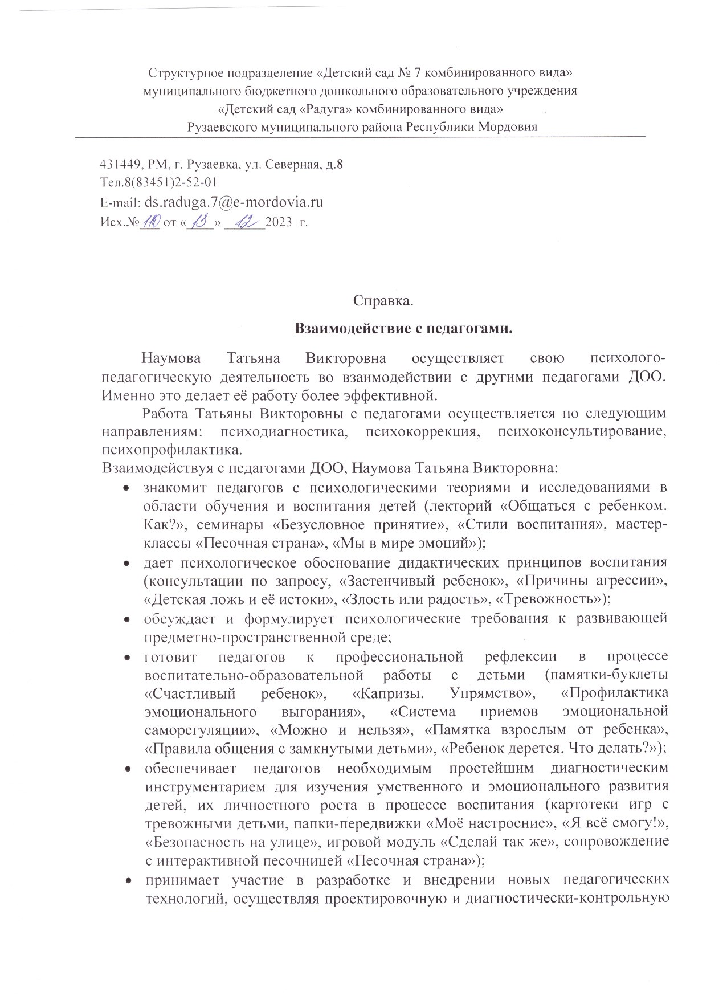 Структурное подразделение «Детский сад № 7 комбинированного вида»
муниципального бюджетного дошкольного образовательного учреждения
«Детский сад «Радуга» комбинированного вида»
Рузаевского муниципального района Республики Мордовия
431449, РМ, г. Рузаевка, ул. Северная, д.8
Тел.8(83451)2-52-01
E-mail: ds.raduga.7@e-mordovia.ru
Исх.№ 110 от « 13 » 12 2023 г.
Справка.
Взаимодействие с педагогами.
Наумова Татьяна Викторовна осуществляет свою психолого-
педагогическую деятельность во взаимодействии с другими педагогами ДОО.
Именно это делает её работу более эффективной.
Работа Татьяны Викторовны с педагогами осуществляется по следующим
направлениям: психодиагностика, психокоррекция, психоконсультирование,
психопрофилактика.
Взаимодействуя с педагогами ДОО, Наумова Татьяна Викторовна:
• знакомит педагогов с психологическими теориями и исследованиями в
области обучения и воспитания детей (лекторий «Общаться с ребенком.
Как?», семинары «Безусловное принятие», «Стили воспитания», мастер-
классы «Песочная страна», «Мы в мире эмоций»);
• дает психологическое обоснование дидактических принципов воспитания
(консультации по запросу, «Застенчивый ребенок», «Причины агрессии»,
«Детская ложь и её истоки», «Злость или радость», «Тревожность»);
• обсуждает и формулирует психологические требования к развивающей
предметно-пространственной среде;
• готовит педагогов к профессиональной рефлексии в процессе
воспитательно-образовательной работы с детьми (памятки-буклеты
«Счастливый ребенок», «Капризы. Упрямство», «Профилактика
эмоционального выгорания», «Система приемов эмоциональной
саморегуляции», «Можно и нельзя», «Памятка взрослым от ребенка»,
«Правила общения с замкнутыми детьми», «Ребенок дерется. Что делать?»);
• обеспечивает педагогов необходимым простейшим диагностическим
инструментарием для изучения умственного и эмоционального развития
детей, их личностного роста в процессе воспитания (картотеки игр с
тревожными детьми, папки-передвижки «Моё настроение», «Я всё смогу!»,
«Безопасность на улице», игровой модуль «Сделай так же», сопровождение
с интерактивной песочницей «Песочная страна»);
• принимает участие в разработке и внедрении новых педагогических
технологий, осуществляя проектировочную и диагностически-контрольную